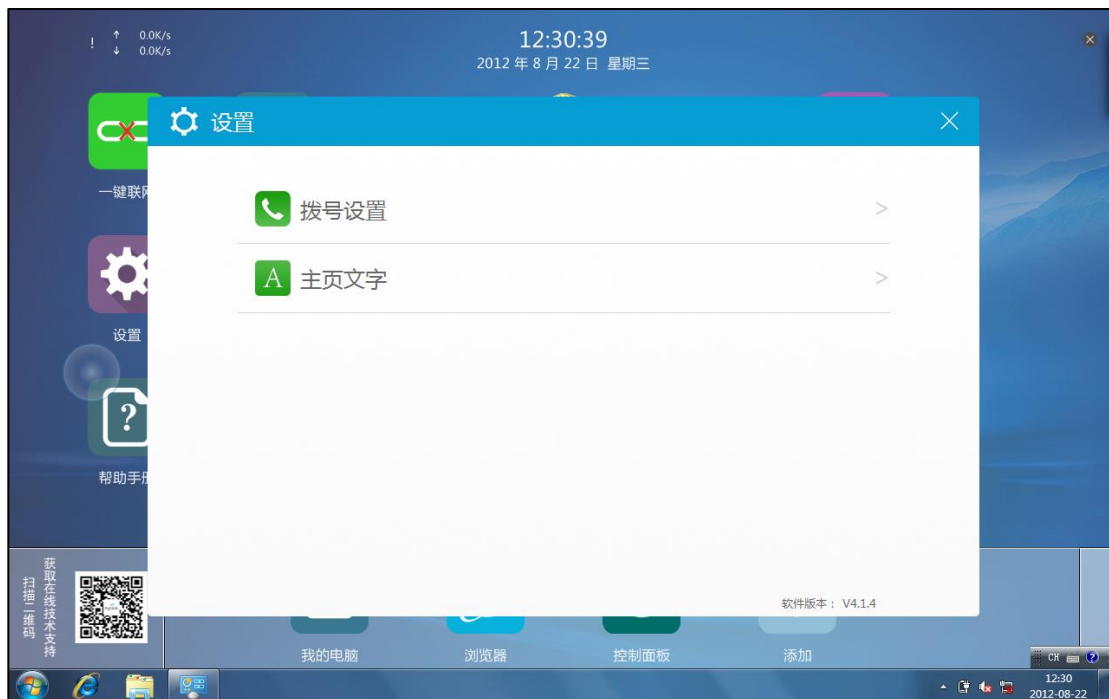 ! ↑ 0.0K/s
↓ 0.0K/s
12:30:39
2012 年 8 月 22 日 星期三
设置
一键联网
拨号设置 >
A 主页文字 >
设置
?
帮助手册
软件版本： V4.1.4
获取在线技术支持
扫描二维码
我的电脑
浏览器
控制面板
添加
CH
12:30
2012-08-22